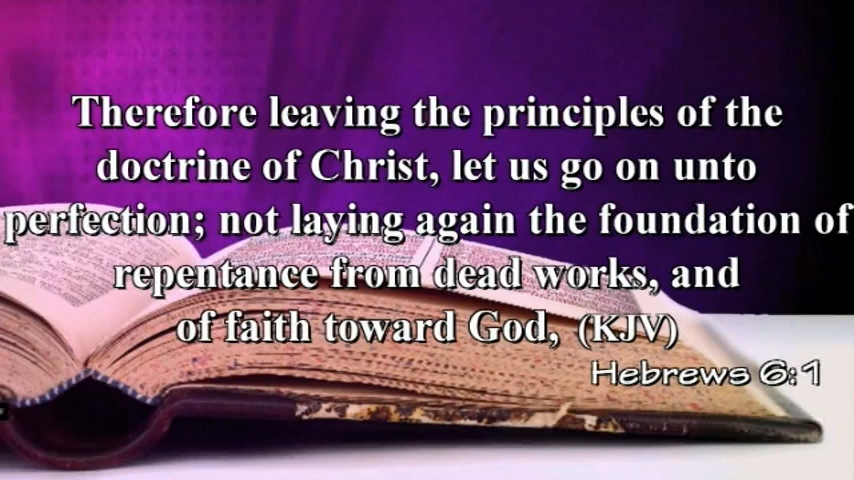 Therefore leaving the principles of the
doctrine of Christ, let us go on unto
perfection; not laying again the foundation of
repentance from dead works, and
of faith toward God, (KJV)
Hebrews 6:1